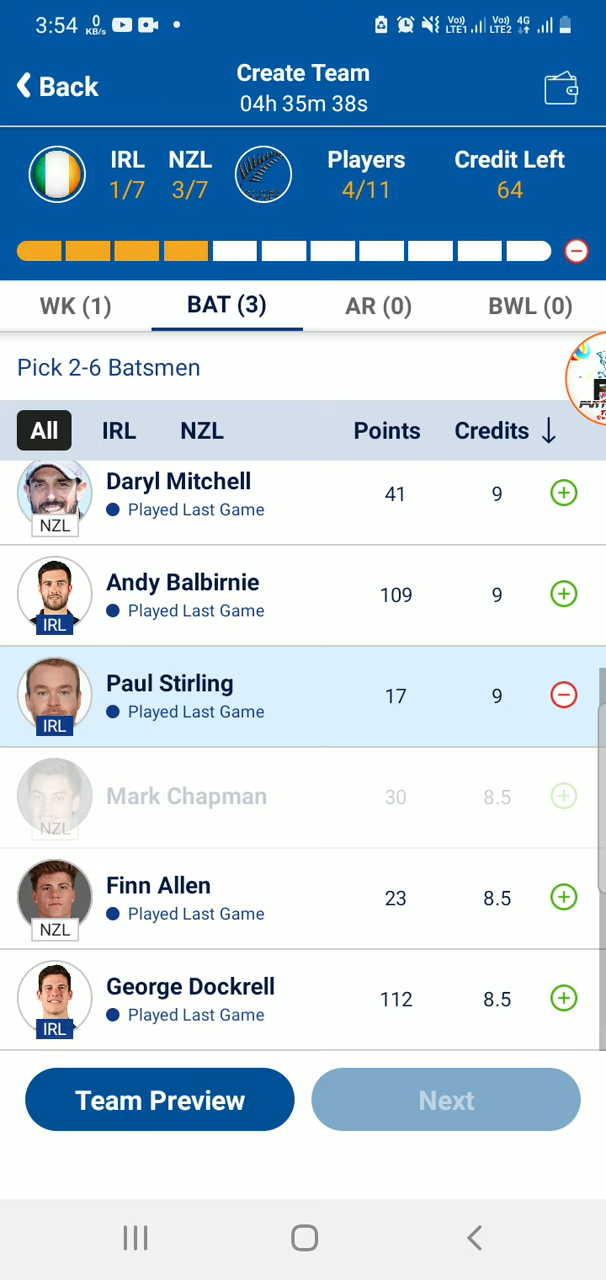 3:54 0 KB/s Vo)) LTE1 Vo)) LTE2 4G
Back
Create Team
04h 35m 38s
IRL NZL Players Credit Left
1/7 3/7 4/11 64
WK (1) BAT (3) AR (0) BWL (0)
Pick 2-6 Batsmen
All IRL NZL Points Credits ↓
Daryl Mitchell
Played Last Game
41 9
NZL
Andy Balbirnie
Played Last Game
109 9
IRL
Paul Stirling
Played Last Game
17 9
IRL
Mark Chapman
30 8.5
NZL
Finn Allen
Played Last Game
23 8.5
NZL
George Dockrell
Played Last Game
112 8.5
IRL
Team Preview Next